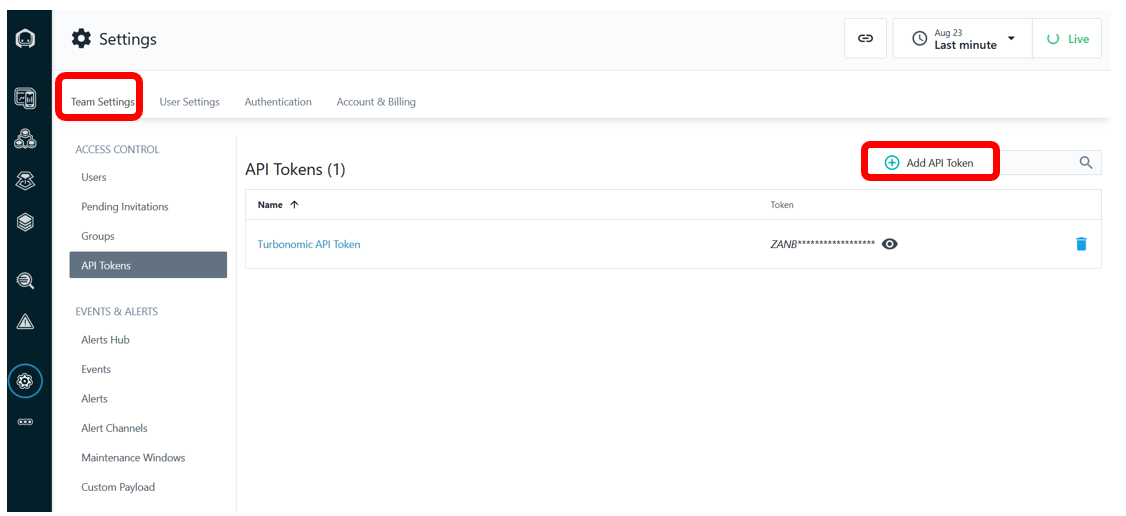 Settings
Aug 23
Last minute
Live
Team Settings
User Settings
Authentication
Account & Billing
ACCESS CONTROL
Users
Pending Invitations
Groups
API Tokens
EVENTS & ALERTS
Alerts Hub
Events
Alerts
Alert Channels
Maintenance Windows
Custom Payload
API Tokens (1)
Add API Token
Name ↑
Token
Turbonomic API Token
ZANB******************